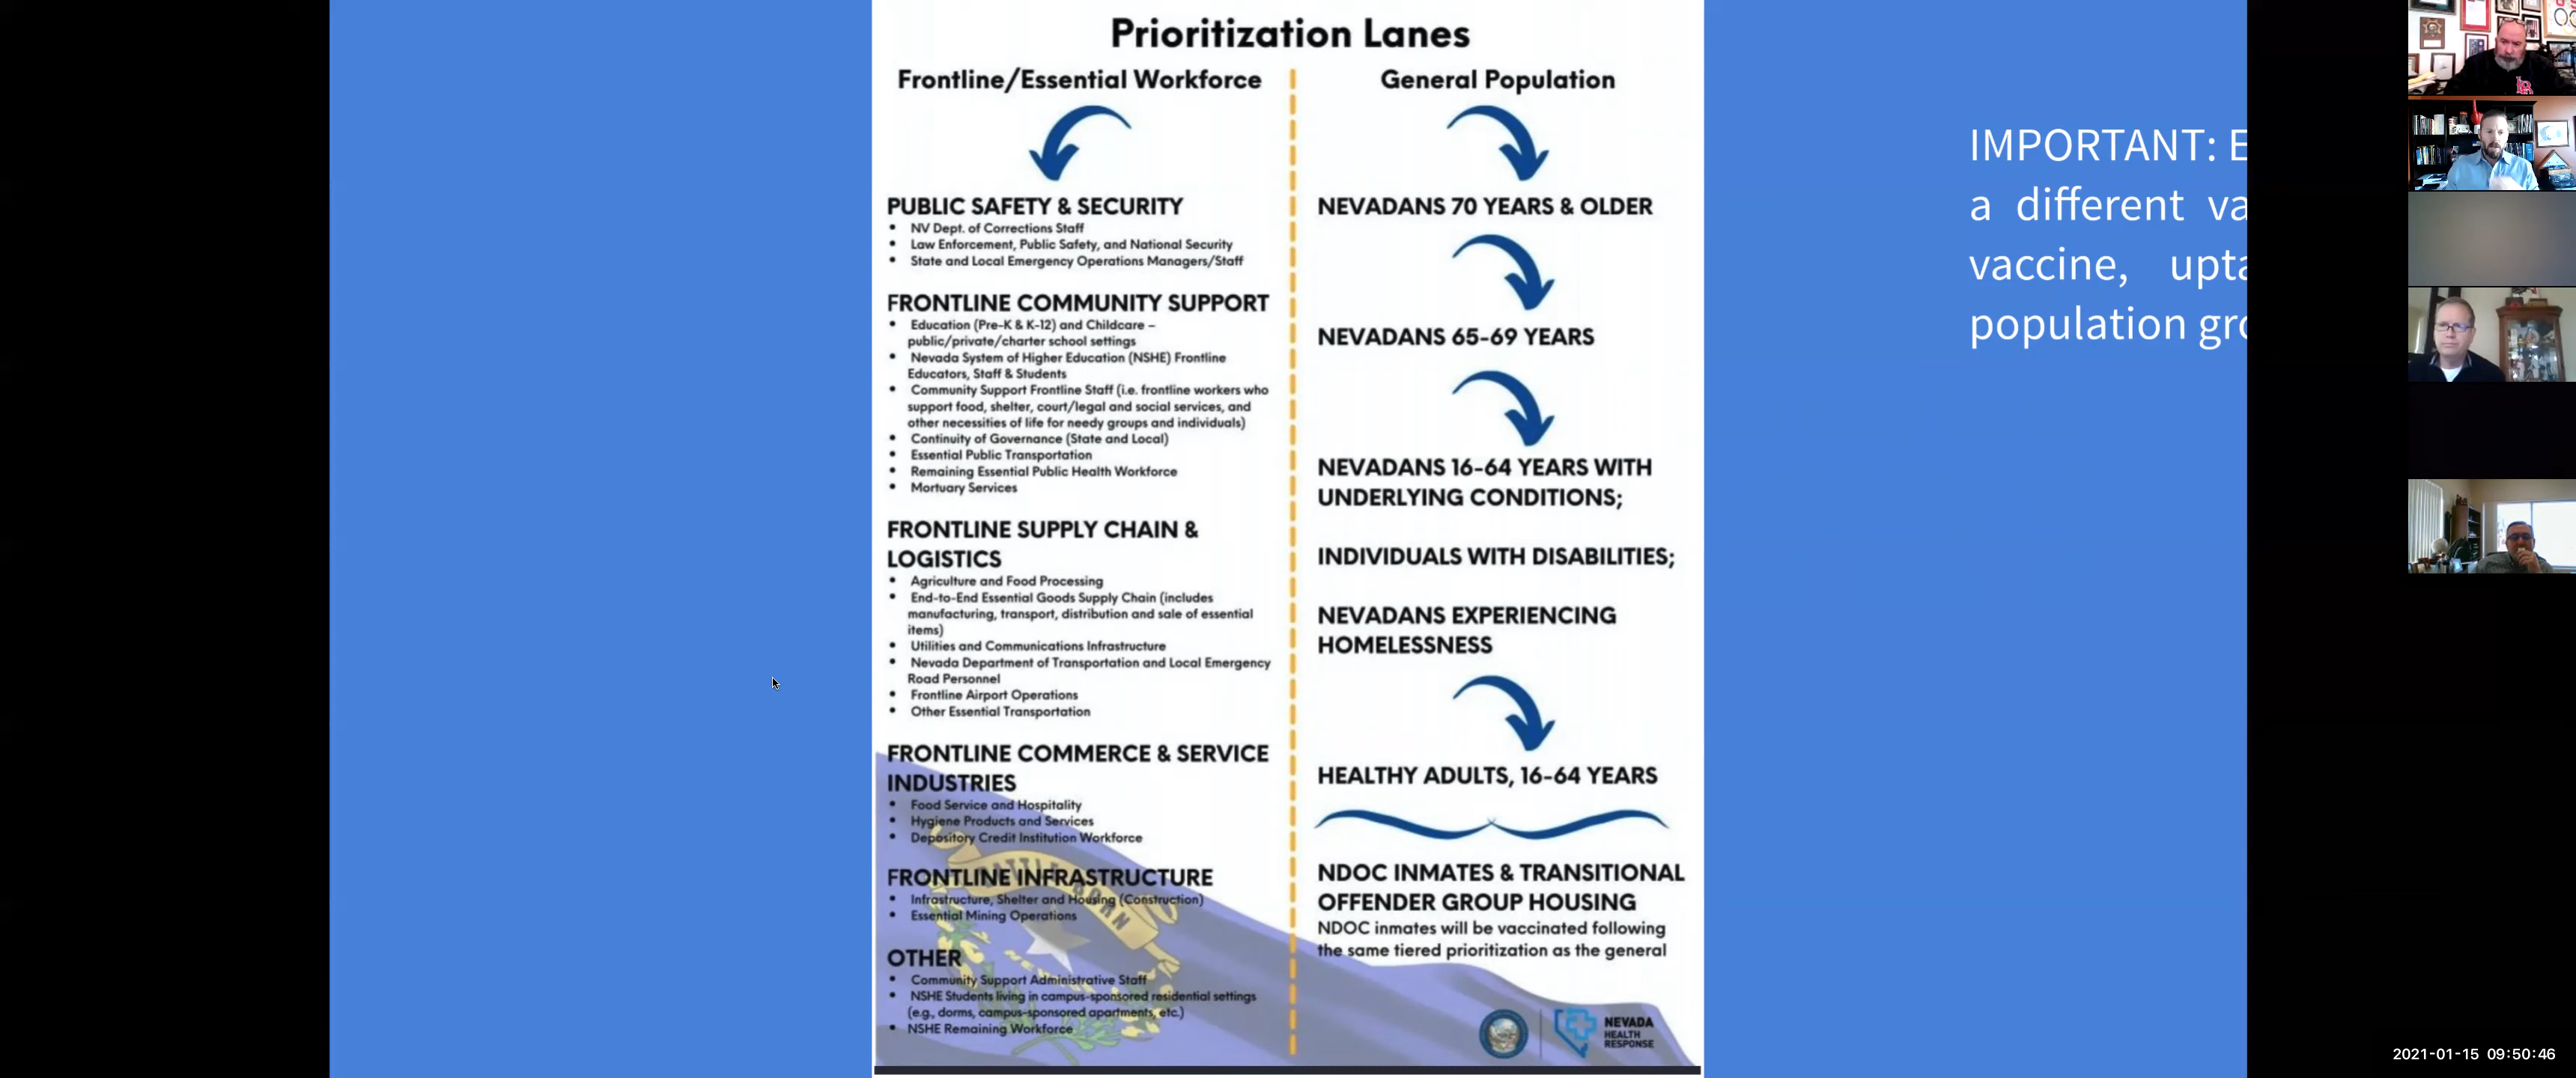 Prioritization Lanes
Frontline/Essential Workforce
PUBLIC SAFETY & SECURITY
• NV Dept. of Corrections Staff
• Law Enforcement, Public Safety, and National Security
• State and Local Emergency Operations Managers/Staff
FRONTLINE COMMUNITY SUPPORT
• Education (Pre-K & K-12) and Childcare –
public/private/charter school settings
• Nevada System of Higher Education (NSHE) Frontline
Educators, Staff & Students
• Community Support Frontline Staff (i.e. frontline workers who
support food, shelter, court/legal and social services, and
other necessities of life for needy groups and individuals)
• Continuity of Governance (State and Local)
• Essential Public Transportation
• Remaining Essential Public Health Workforce
• Mortuary Services
FRONTLINE SUPPLY CHAIN &
LOGISTICS
• Agriculture and Food Processing
• End-to-End Essential Goods Supply Chain (includes
manufacturing, transport, distribution and sale of essential
items)
• Utilities and Communications Infrastructure
• Nevada Department of Transportation and Local Emergency
Road Personnel
• Frontline Airport Operations
• Other Essential Transportation
FRONTLINE COMMERCE & SERVICE
INDUSTRIES
• Food Service and Hospitality
• Hygiene Products and Services
• Depository Credit Institution Workforce
FRONTLINE INFRASTRUCTURE
• Infrastructure, Shelter and Housing (Construction)
• Essential Mining Operations
OTHER
• Community Support Administrative Staff
• NSHE Students living in campus-sponsored residential settings
(e.g., dorms, campus-sponsored apartments, etc.)
• NSHE Remaining Workforce
General Population
NEVADANS 70 YEARS & OLDER
NEVADANS 65-69 YEARS
NEVADANS 16-64 YEARS WITH
UNDERLYING CONDITIONS;
INDIVIDUALS WITH DISABILITIES;
NEVADANS EXPERIENCING
HOMELESSNESS
HEALTHY ADULTS, 16-64 YEARS
NDOC INMATES & TRANSITIONAL
OFFENDER GROUP HOUSING
NDOC inmates will be vaccinated following
the same tiered prioritization as the general
NEVADA
HEALTH
RESPONSE
IMPORTANT: E
a different va
vaccine, upta
population gro
2021-01-15 09:50:46